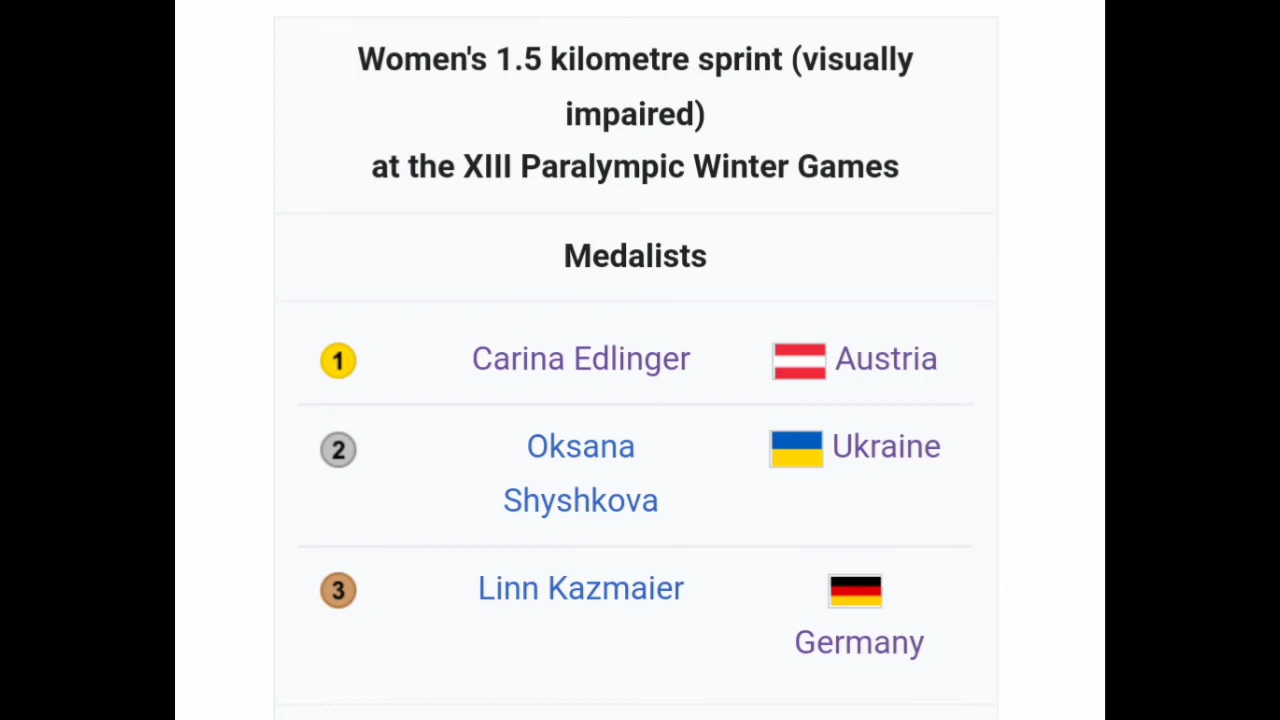 Women's 1.5 kilometre sprint (visually
impaired)
at the XIII Paralympic Winter Games
Medalists
1 Carina Edlinger Austria
2 Oksana Ukraine
Shyshkova
3 Linn Kazmaier
Germany